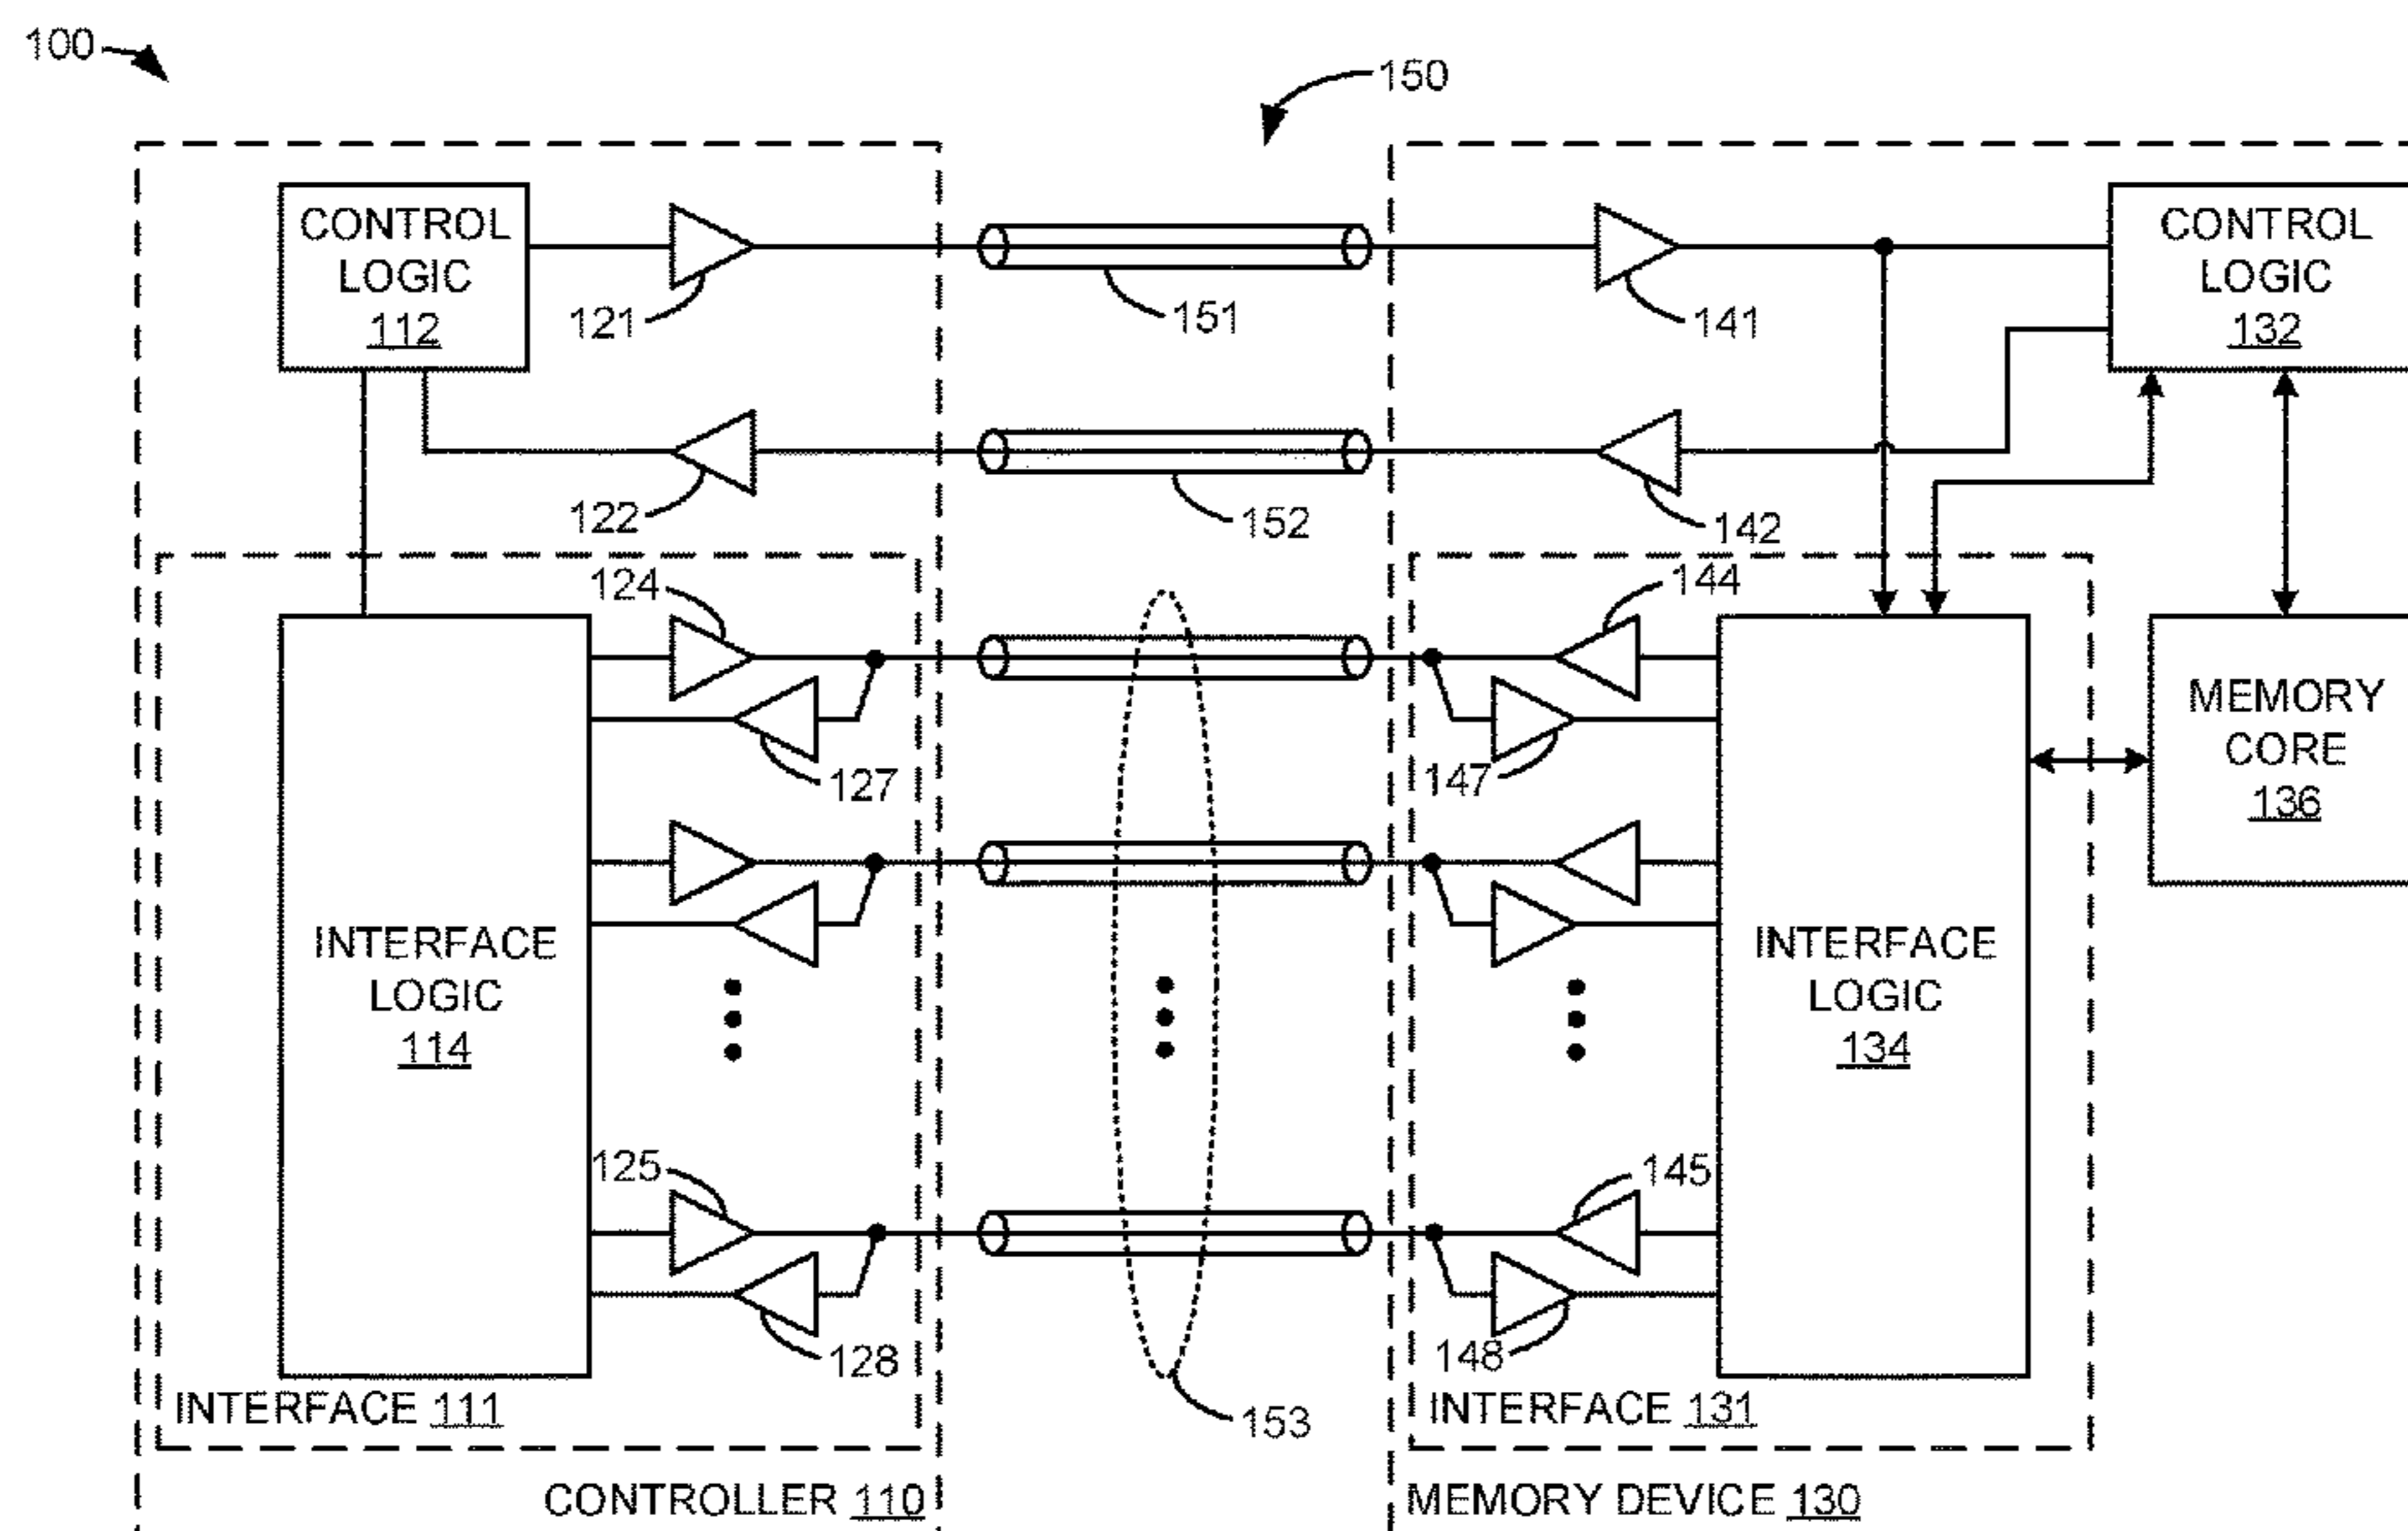 100
150
CONTROL
LOGIC
112
CONTROL
LOGIC
132
121
151
141
122
152
142
124
144
127
147
MEMORY
CORE
136
INTERFACE
LOGIC
114
INTERFACE
LOGIC
134
125
145
128
148
INTERFACE 111
153
INTERFACE 131
CONTROLLER 110
MEMORY DEVICE 130